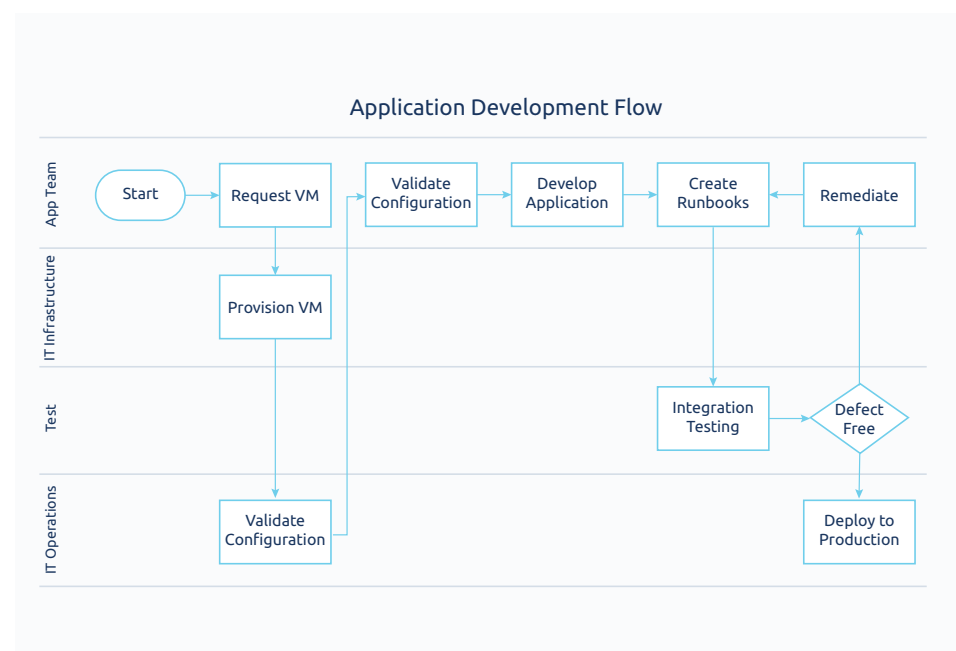 Application Development Flow
App Team
Start
Request VM
Validate
Configuration
Develop
Application
Create
Runbooks
Remediate
IT Infrastructure
Provision VM
Test
Integration
Testing
Defect
Free
IT Operations
Validate
Configuration
Deploy to
Production